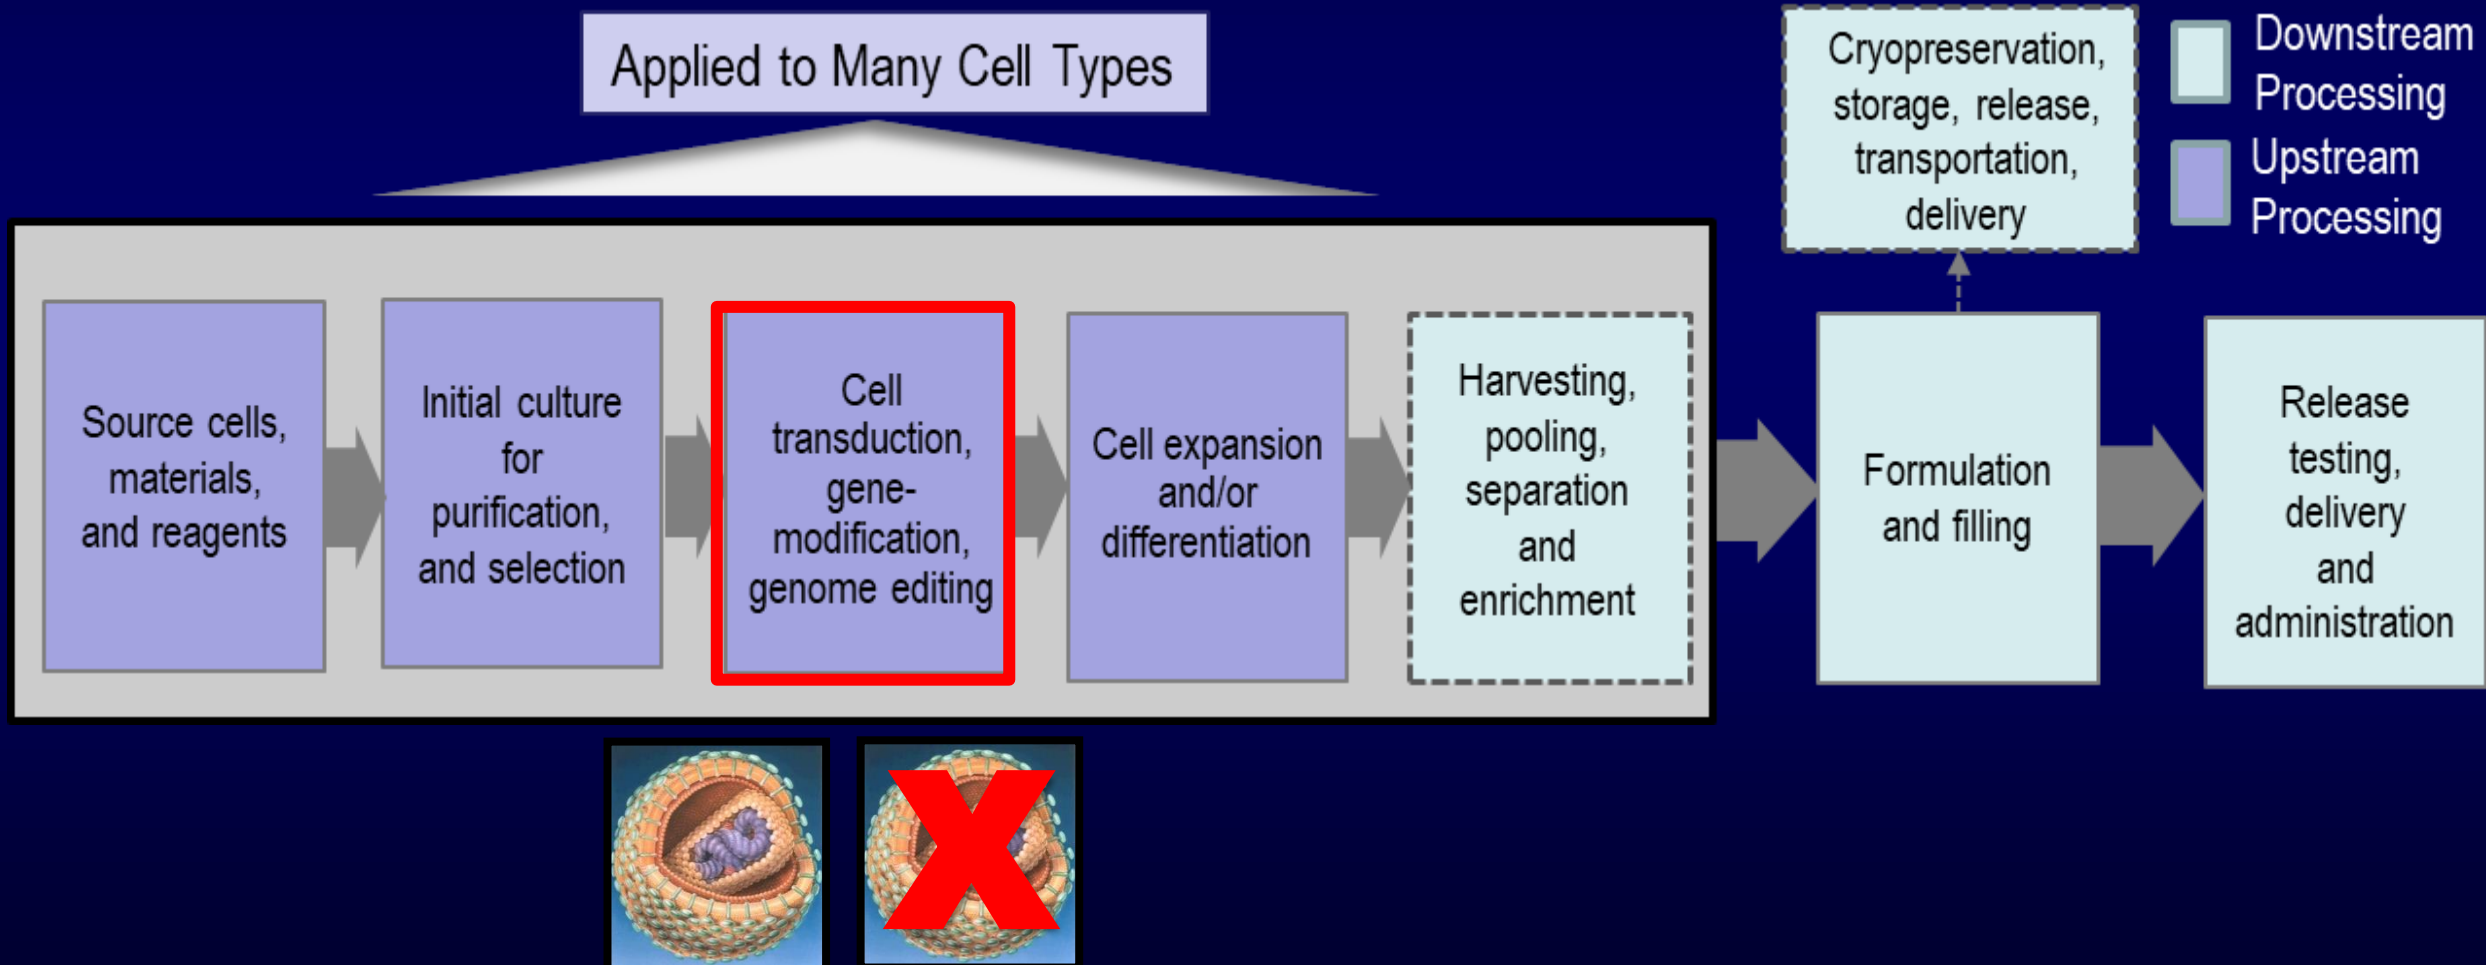 Applied to Many Cell Types
Cryopreservation,
storage, release,
transportation,
delivery
Downstream
Processing
Upstream
Processing
Source cells,
materials,
and reagents
Initial culture
for
purification,
and selection
Cell
transduction,
gene-
modification,
genome editing
Cell expansion
and/or
differentiation
Harvesting,
pooling,
separation
and
enrichment
Formulation
and filling
Release
testing,
delivery
and
administration
X